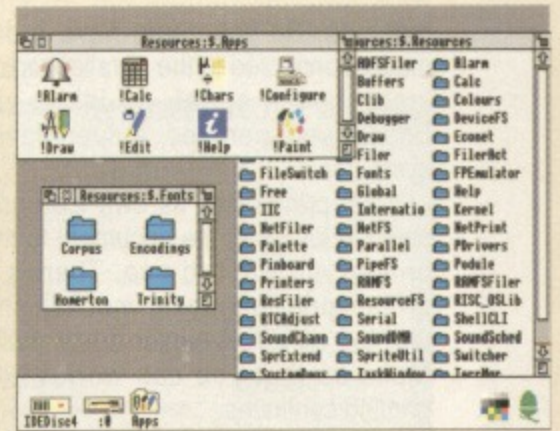 Resources:$.Apps
!Alarm !Calc !Chars !Configure
!Draw !Edit !Help !Paint
urces:$.Resources
ADFSFiler Alarm
Buffers Calc
Clib Colours
Debugger DeviceFS
Draw Econet
Filer FilerAct
FileSwitch Fonts FPEmulator
Free Global Help
IIC Internatio Kernel
NetFiler NetFS NetPrint
Palette Parallel PDrivers
Pinboard PipeFS Podule
Printers RAMFS RAMFSFiler
ResFiler ResourceFS RISC_OSLib
RTCAdjust Serial ShellCLI
SoundChann SoundDMA SoundSched
SprExtend SpriteUtil Switcher
TaskWindow
Resources:$.Fonts
Corpus Encodings
Homerton Trinity
IDEDisc4 :0 Apps